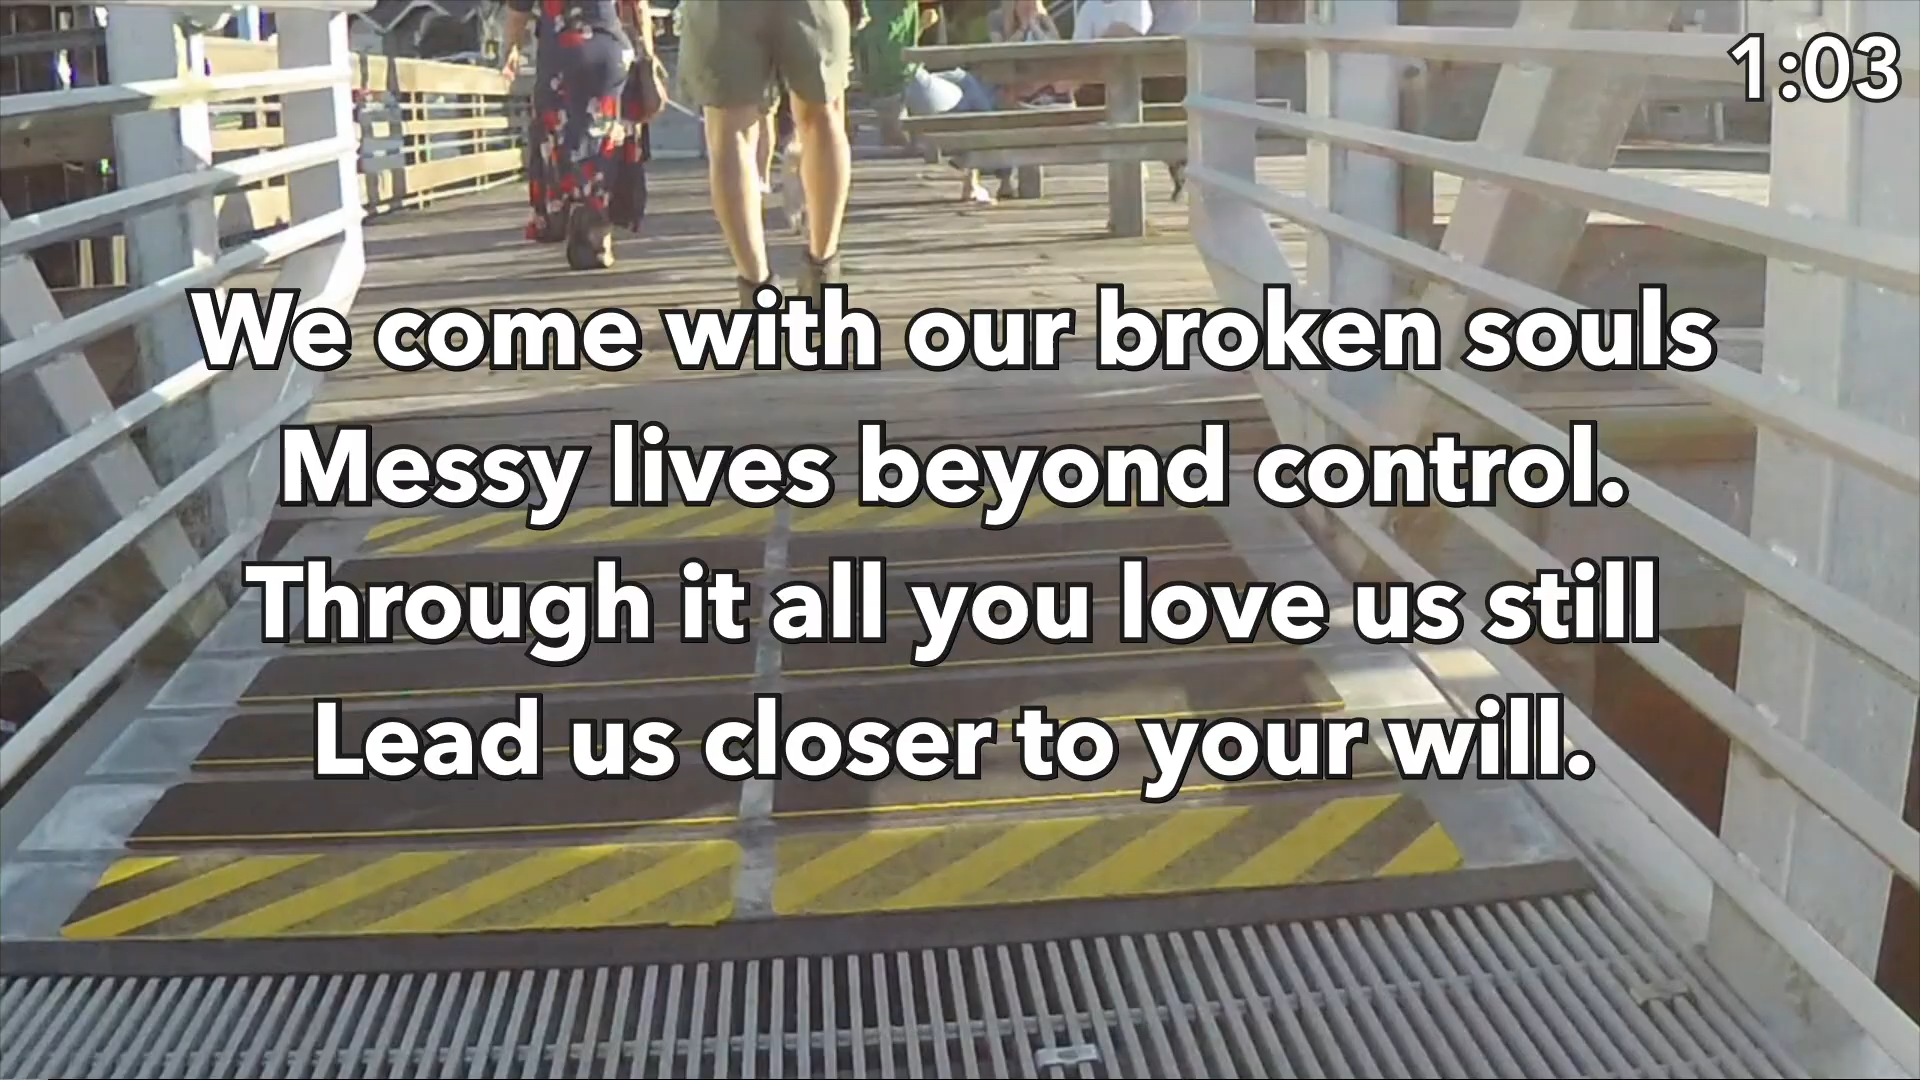 1:03
We come with our broken souls
Messy lives beyond control.
Through it all you love us still
Lead us closer to your will.